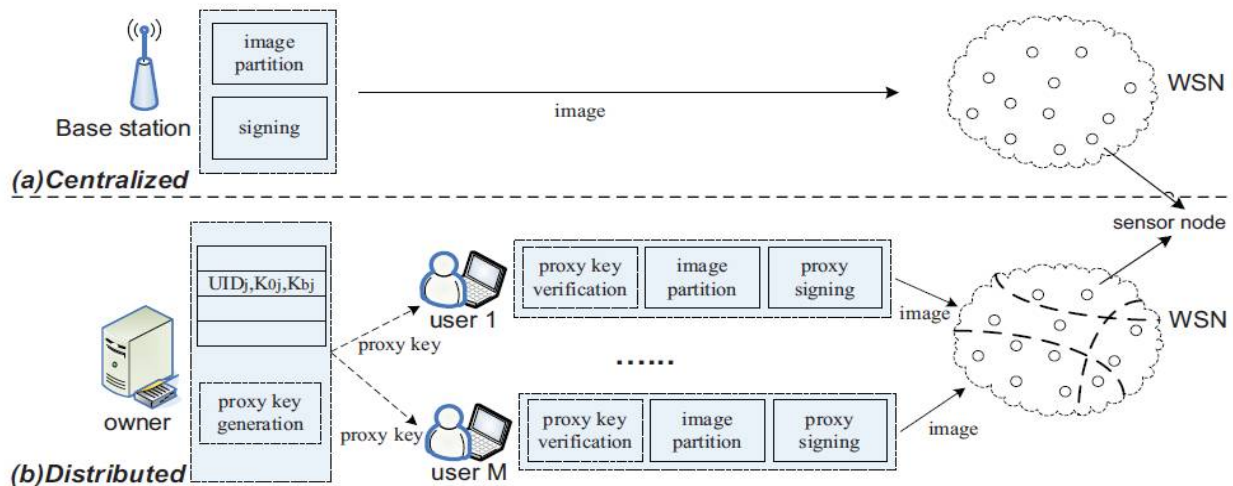 image
partition
signing
Base station
image
WSN
(a)Centralized
sensor node
UIDj,K0j,Kbj
proxy key
generation
owner
(b)Distributed
proxy key
proxy key
user 1
proxy key
verification
image
partition
proxy
signing
image
......
user M
proxy key
verification
image
partition
proxy
signing
image
WSN